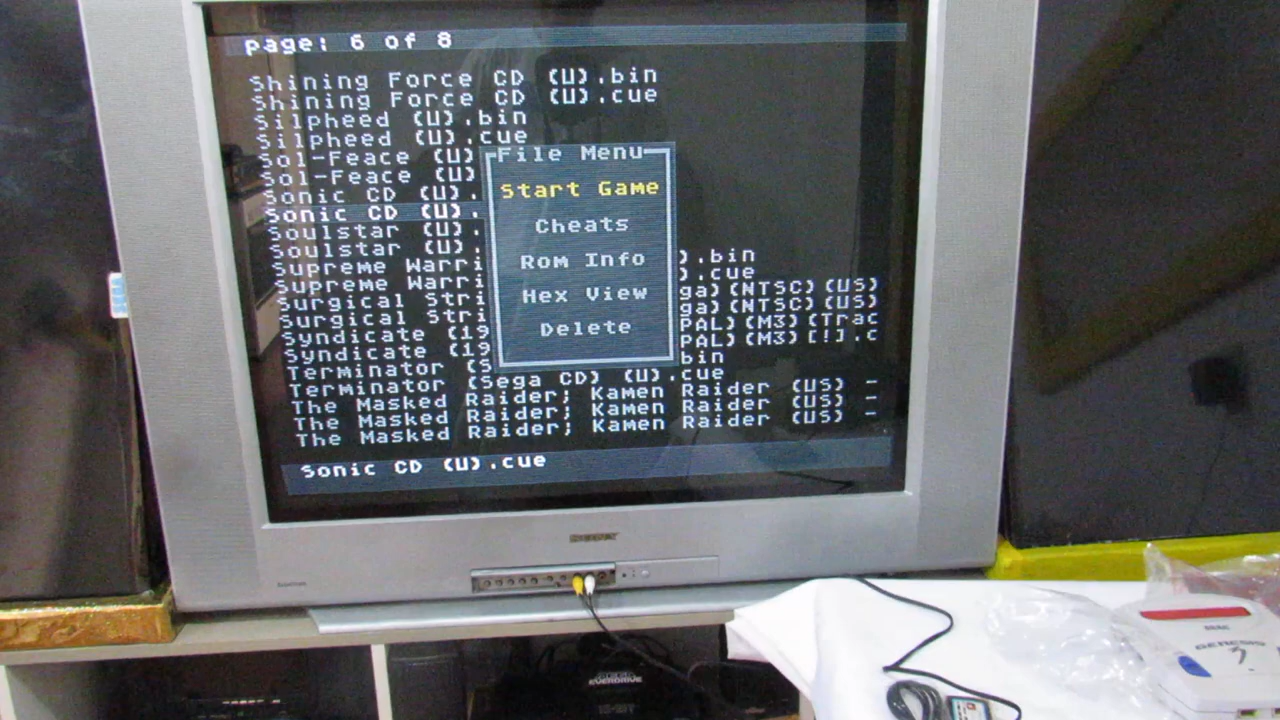 page: 6 of 8
Shining Force CD (U).bin
Shining Force CD (U).cue
Silpheed (U).bin
Silpheed (U).cue
Sol-Feace (U)
Sol-Feace (U)
Sonic CD (U).
Sonic CD (U).
Soulstar (U).
Soulstar (U).
Supreme Warri ).bin
Supreme Warri ).cue
Surgical Stri ga)(NTSC)(US)
Surgical Stri ga)(NTSC)(US)
Syndicate (19 PAL)(M3)(Trac
Syndicate (19 PAL)(M3)[!].c
Terminator (S bin
Terminator (Sega CD) (U).cue
The Masked Raider; Kamen Raider (US) -
The Masked Raider; Kamen Raider (US) -
The Masked Raider; Kamen Raider (US) -
File Menu
Start Game
Cheats
Rom Info
Hex View
Delete
Sonic CD (U).cue
SONY
EVERDRIVE
GENESIS